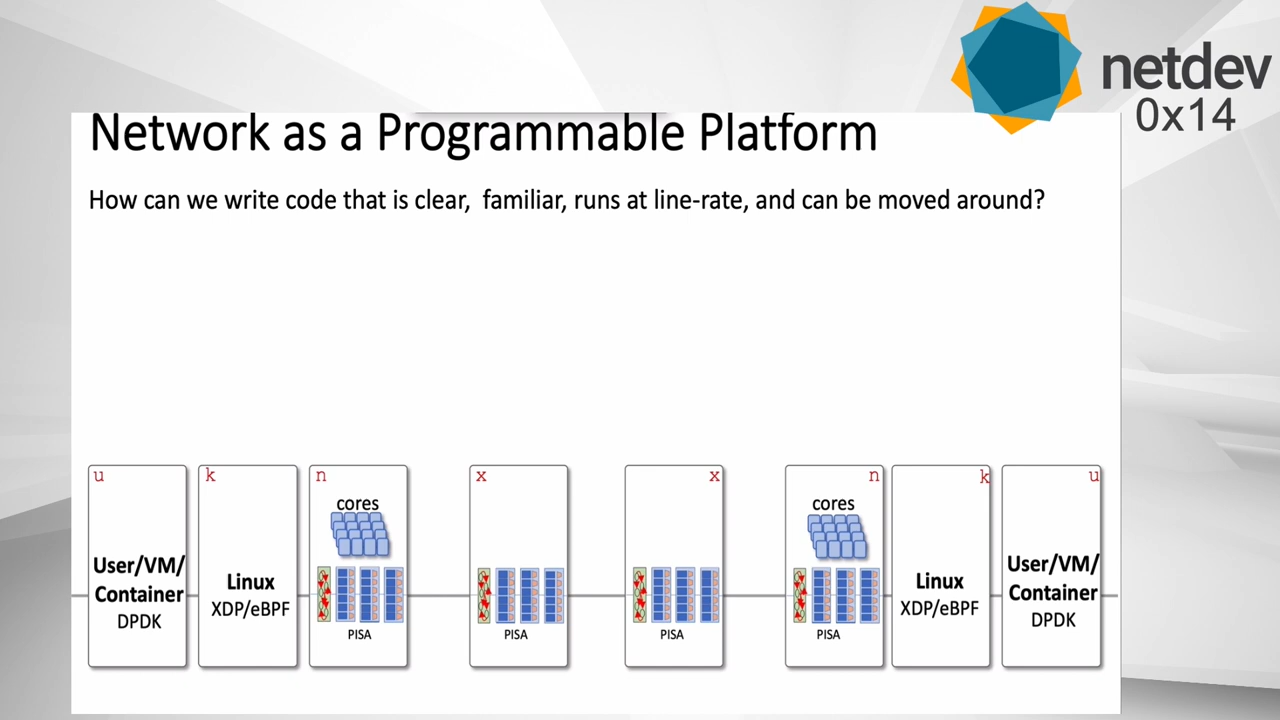 netdev
0x14
Network as a Programmable Platform
How can we write code that is clear,  familiar, runs at line-rate, and can be moved around?
u
User/VM/
Container
DPDK
k
Linux
XDP/eBPF
n
cores
PISA
x
PISA
x
PISA
n
cores
PISA
k
Linux
XDP/eBPF
u
User/VM/
Container
DPDK